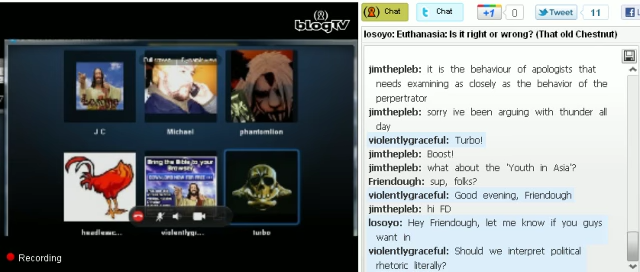 blogTV
J C
Michael
phantomlion
Bring the Bible to your
Browser
violentlygr...
turbo
Recording
Chat
Chat
+1
0
Tweet
11
losoyo: Euthanasia: Is it right or wrong? (That old Chestnut)
jimthepleb: it is the behaviour of apologists that
needs examining as closely as the behavior of the
perpertrator
jimthepleb: sorry ive been arguing with thunder all
day
violentlygraceful: Turbo!
jimthepleb: Boost!
jimthepleb: what about the 'Youth in Asia'?
Friendough: sup, folks?
violentlygraceful: Good evening, Friendough
jimthepleb: hi FD
losoyo: Hey Friendough, let me know if you guys
want in
violentlygraceful: Should we interpret political
rhetoric literally?